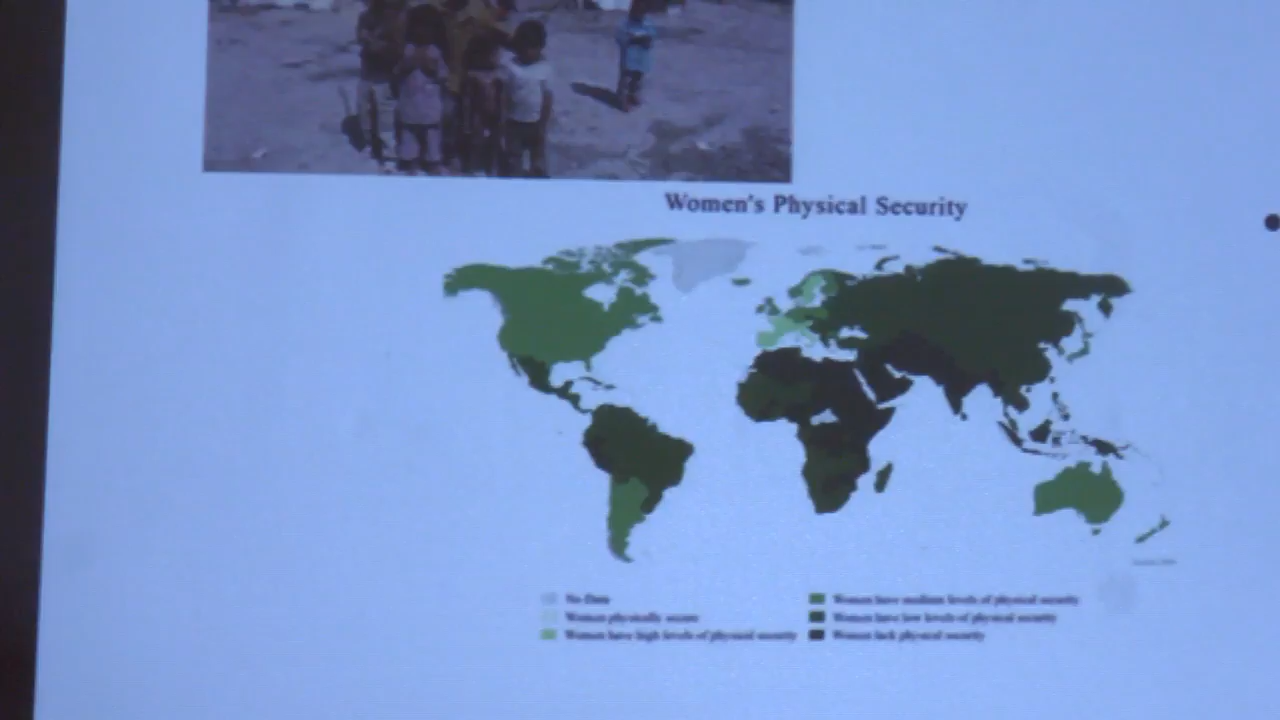 Women's Physical Security
No Data
Women physically secure
Women have high levels of physical security
Women have medium levels of physical security
Women have low levels of physical security
Women lack physical security